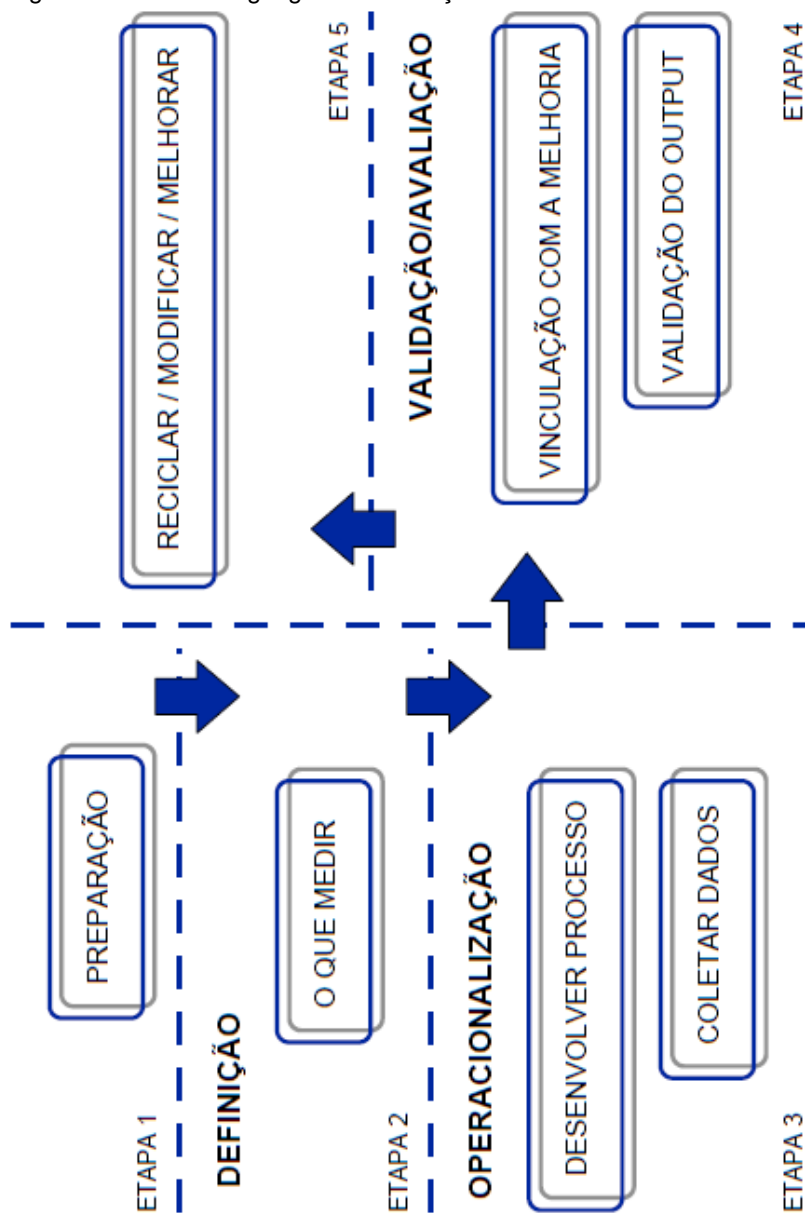 PREPARAÇÃO
ETAPA 1
DEFINIÇÃO
O QUE MEDIR
ETAPA 2
OPERACIONALIZAÇÃO
DESENVOLVER PROCESSO
COLETAR DADOS
ETAPA 3
RECICLAR / MODIFICAR / MELHORAR
ETAPA 5
VALIDAÇÃO/AVALIAÇÃO
VINCULAÇÃO COM A MELHORIA
VALIDAÇÃO DO OUTPUT
ETAPA 4